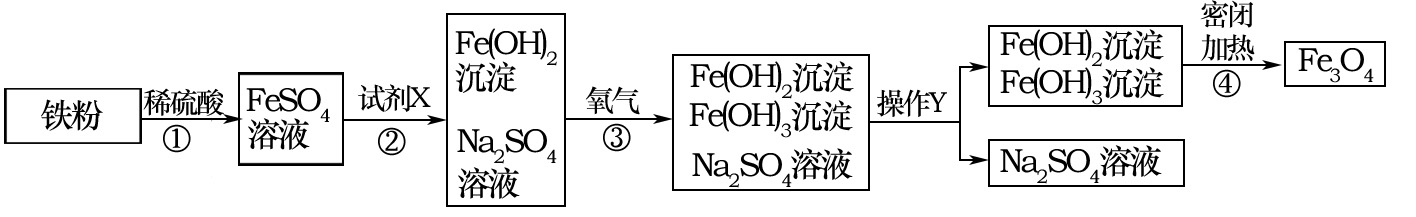 铁粉
稀硫酸
①
FeSO₄
溶液
试剂X
②
Fe(OH)₂
沉淀
Na₂SO₄
溶液
氧气
③
Fe(OH)₂沉淀
Fe(OH)₃沉淀
Na₂SO₄溶液
操作Y
Fe(OH)₂沉淀
Fe(OH)₃沉淀
Na₂SO₄溶液
密闭
加热
④
Fe₃O₄